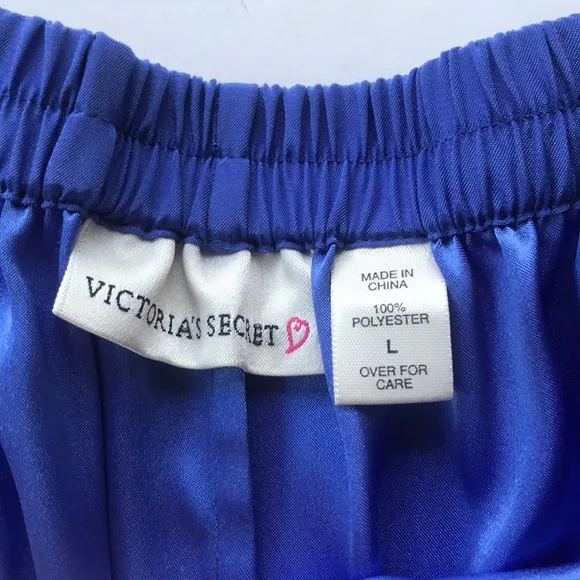 VICTORIA'S SECRET
MADE IN
CHINA
100%
POLYESTER
L
OVER FOR
CARE